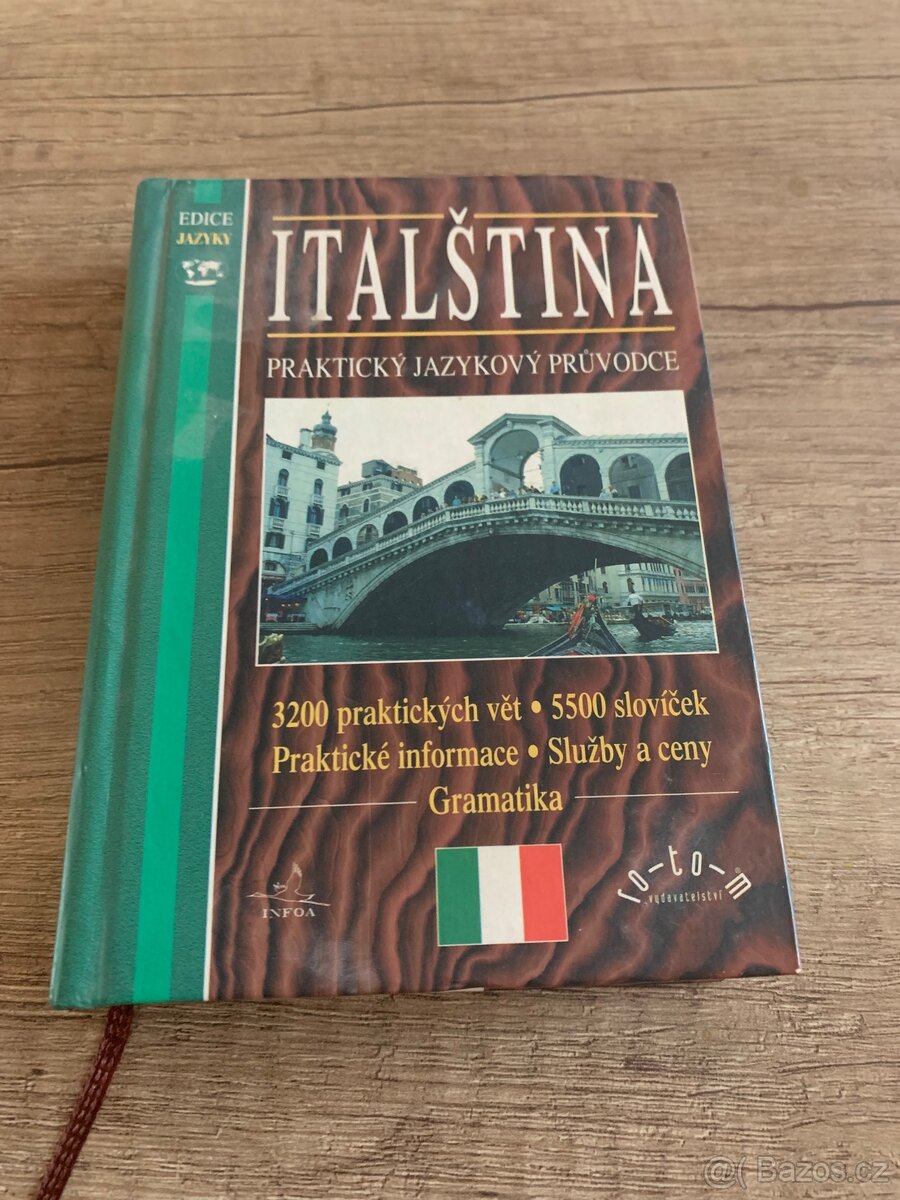 EDICE
JAZYKY
ITALŠTINA
PRAKTICKÝ JAZYKOVÝ PRŮVODCE
3200 praktických vět • 5500 slovíček
Praktické informace • Služby a ceny
Gramatika
INFOA
ro-to-m
vydavatelství
@( Bazos.cz